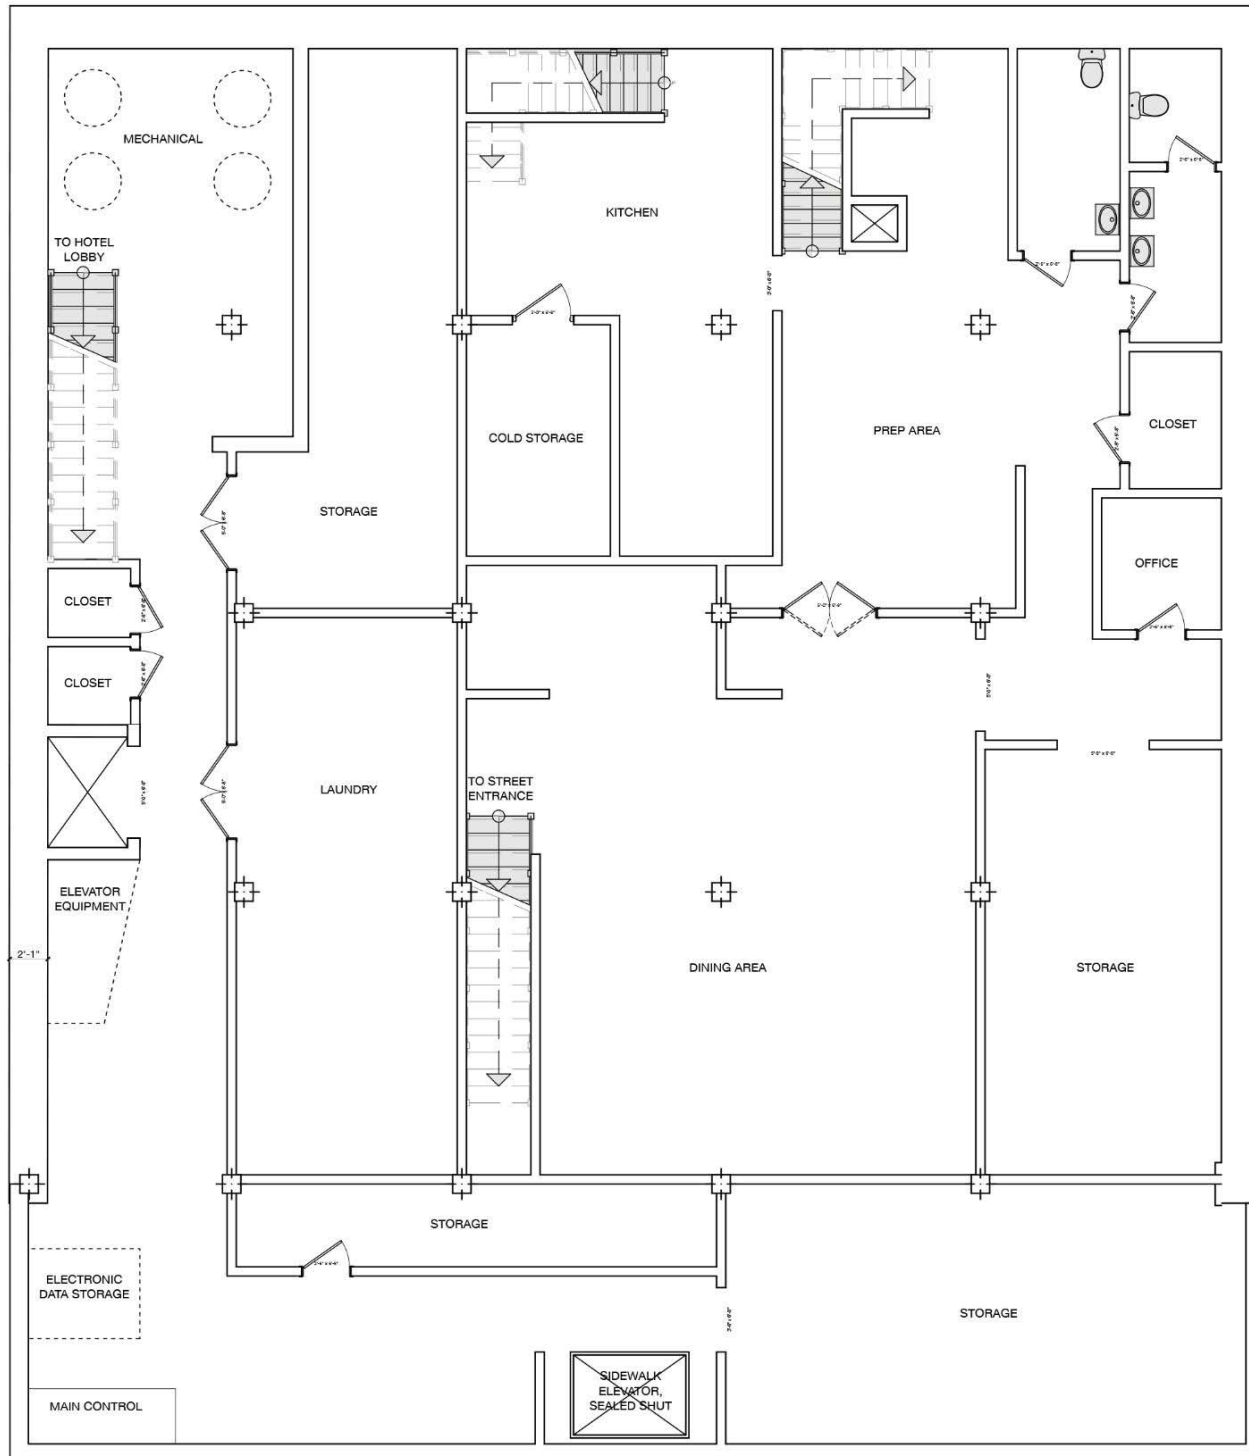 MECHANICAL
TO HOTEL
LOBBY
KITCHEN
COLD STORAGE
PREP AREA
CLOSET
STORAGE
OFFICE
CLOSET
CLOSET
TO STREET
ENTRANCE
LAUNDRY
ELEVATOR
EQUIPMENT
2'-1"
DINING AREA
STORAGE
STORAGE
ELECTRONIC
DATA STORAGE
STORAGE
SIDEWALK
ELEVATOR,
SEALED SHUT
MAIN CONTROL